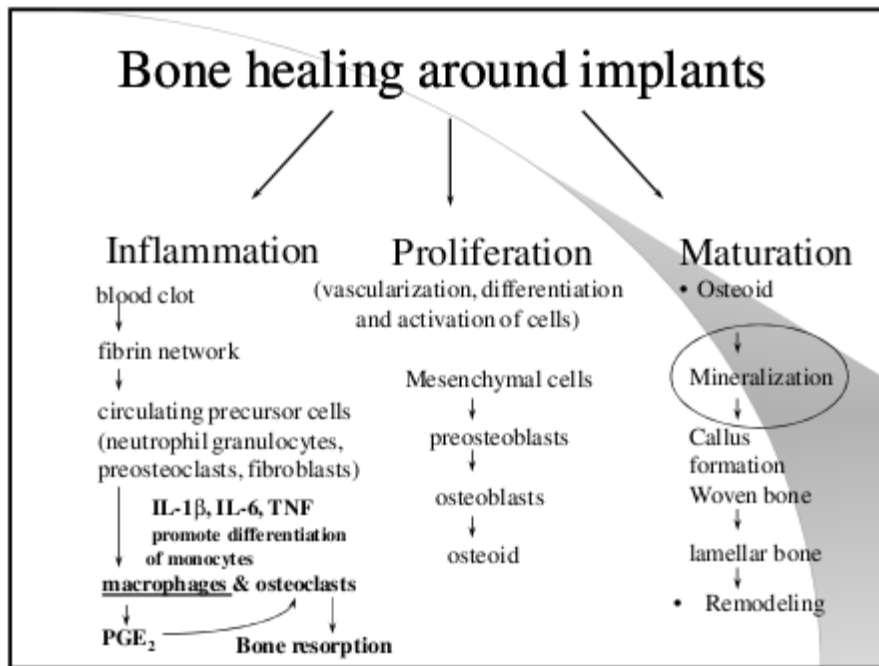 Bone healing around implants
Inflammation
blood clot
fibrin network
circulating precursor cells
(neutrophil granulocytes,
preosteoclasts, fibroblasts)
IL-1β, IL-6, TNF
promote differentiation
of monocytes
macrophages & osteoclasts
PGE₂
Bone resorption
Proliferation
(vascularization, differentiation
and activation of cells)
Mesenchymal cells
preosteoblasts
osteoblasts
osteoid
Maturation
• Osteoid
Mineralization
Callus
formation
Woven bone
lamellar bone
• Remodeling